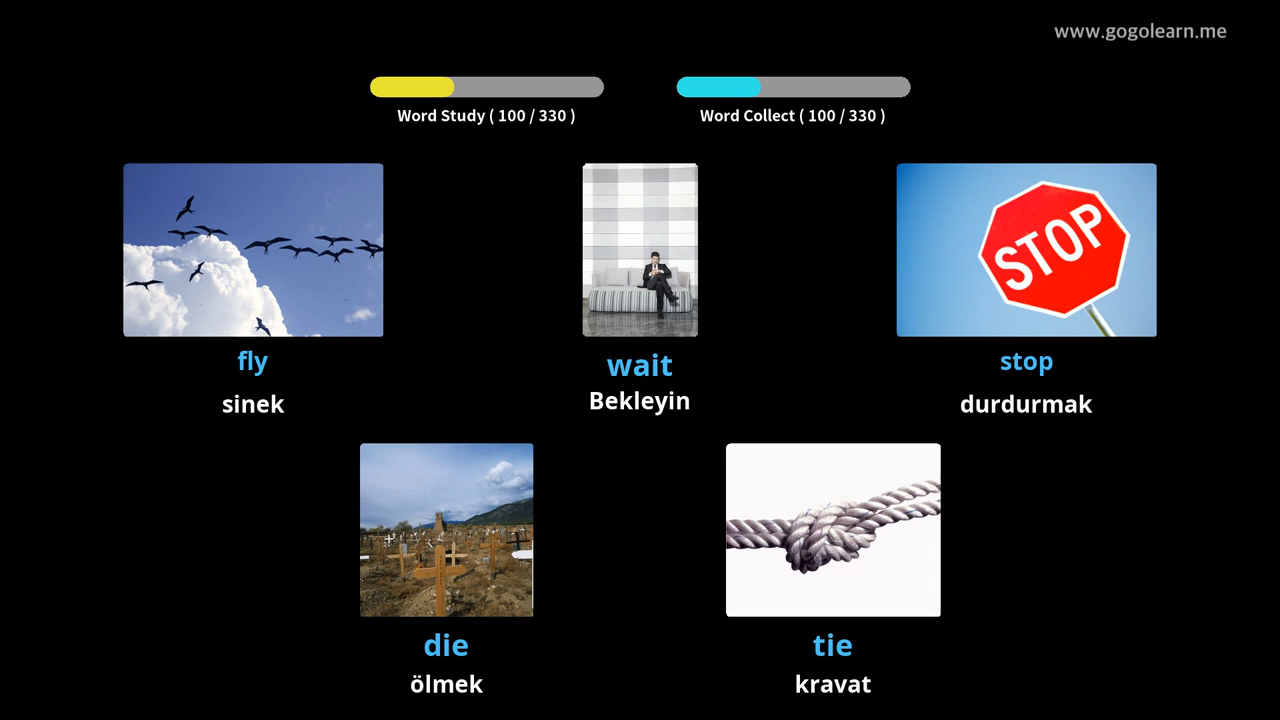 www.gogolearn.me
Word Study ( 100 / 330 )
Word Collect ( 100 / 330 )
STOP
fly
wait
stop
sinek
Bekleyin
durdurmak
die
tie
ölmek
kravat